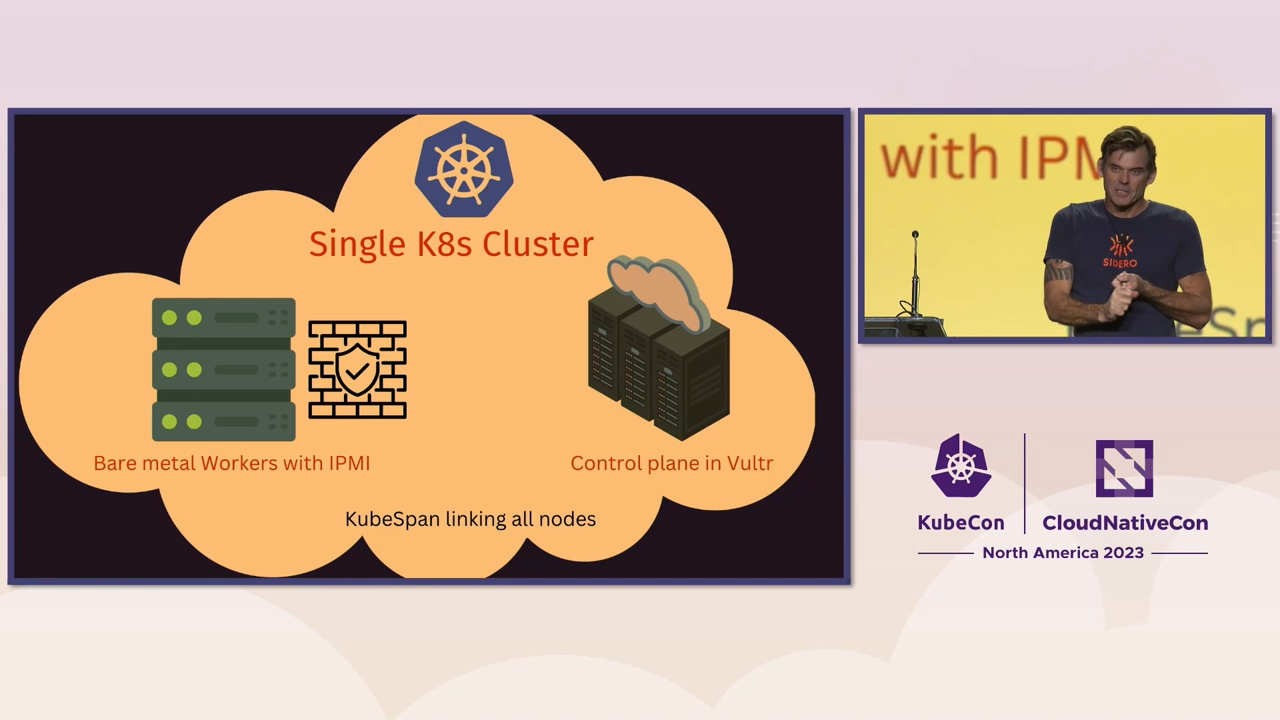 Single K8s Cluster
Bare metal Workers with IPMI
Control plane in Vultr
KubeSpan linking all nodes
with IPM
SIDERO
KubeCon
CloudNativeCon
North America 2023